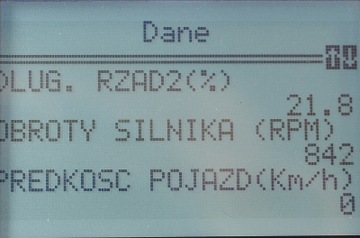 Dane
DLUG. RZAD2(%)
21.8
OBROTY SILNIKA (RPM)
842
PREDKOSC POJAZD(Km/h)
0